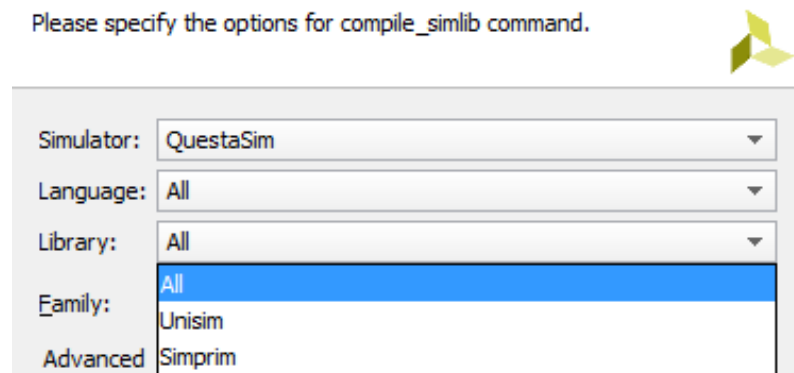 Please specify the options for compile_simlib command.
Simulator: QuestaSim
Language: All
Library: All
All
Family:
Unisim
Advanced Simprim